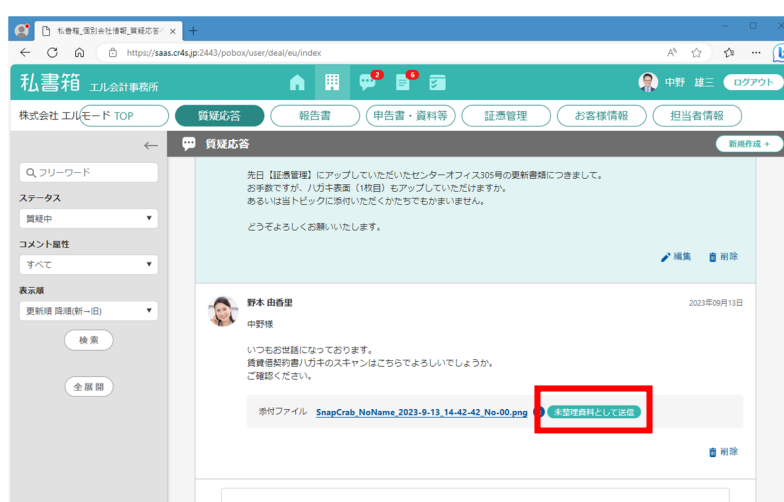 私書箱_個別会社情報_質疑応答
https://saas.cr4s.jp:2443/pobox/user/deal/eu/index
私書箱 エル会計事務所
2
6
中野 雄三
ログアウト
株式会社 エルモード TOP
質疑応答
報告書
申告書・資料等
証憑管理
お客様情報
担当者情報
← 質疑応答
新規作成 +
フリーワード
ステータス
質疑中
コメント属性
すべて
表示順
更新順 降順(新→旧)
検 索
全 展 開
先日【証憑管理】にアップしていただいたセンターオフィス305号の更新書類につきまして。
お手数ですが、ハガキ表面（1枚目）もアップしていただけますか。
あるいは当トピックに添付いただくかたちでもかまいません。
どうぞよろしくお願いいたします。
編集 削除
野本 由香里
2023年09月13日
中野様
いつもお世話になっております。
賃貸借契約書ハガキのスキャンはこちらでよろしいでしょうか。
ご確認ください。
添付ファイル SnapCrab_NoName_2023-9-13_14-42-42_No-00.png
未整理資料として送信
削除